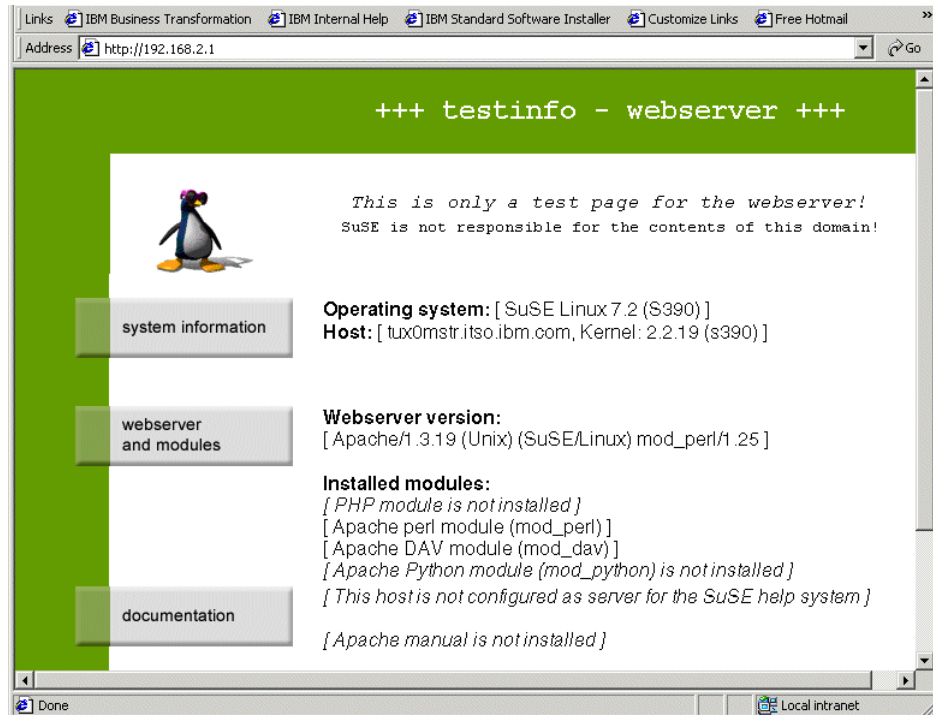 Links IBM Business Transformation IBM Internal Help IBM Standard Software Installer Customize Links Free Hotmail »
Address http://192.168.2.1 Go
+++ testinfo - webserver +++
This is only a test page for the webserver!
SuSE is not responsible for the contents of this domain!
system information
Operating system: [ SuSE Linux 7.2 (S390) ]
Host: [ tux0mstr.itso.ibm.com, Kernel: 2.2.19 (s390) ]
webserver
and modules
Webserver version:
[ Apache/1.3.19 (Unix) (SuSE/Linux) mod_perl/1.25 ]
Installed modules:
[ PHP module is not installed ]
[ Apache perl module (mod_perl) ]
[ Apache DAV module (mod_dav) ]
[ Apache Python module (mod_python) is not installed ]
documentation
[ This host is not configured as server for the SuSE help system ]
[ Apache manual is not installed ]
Done Local intranet